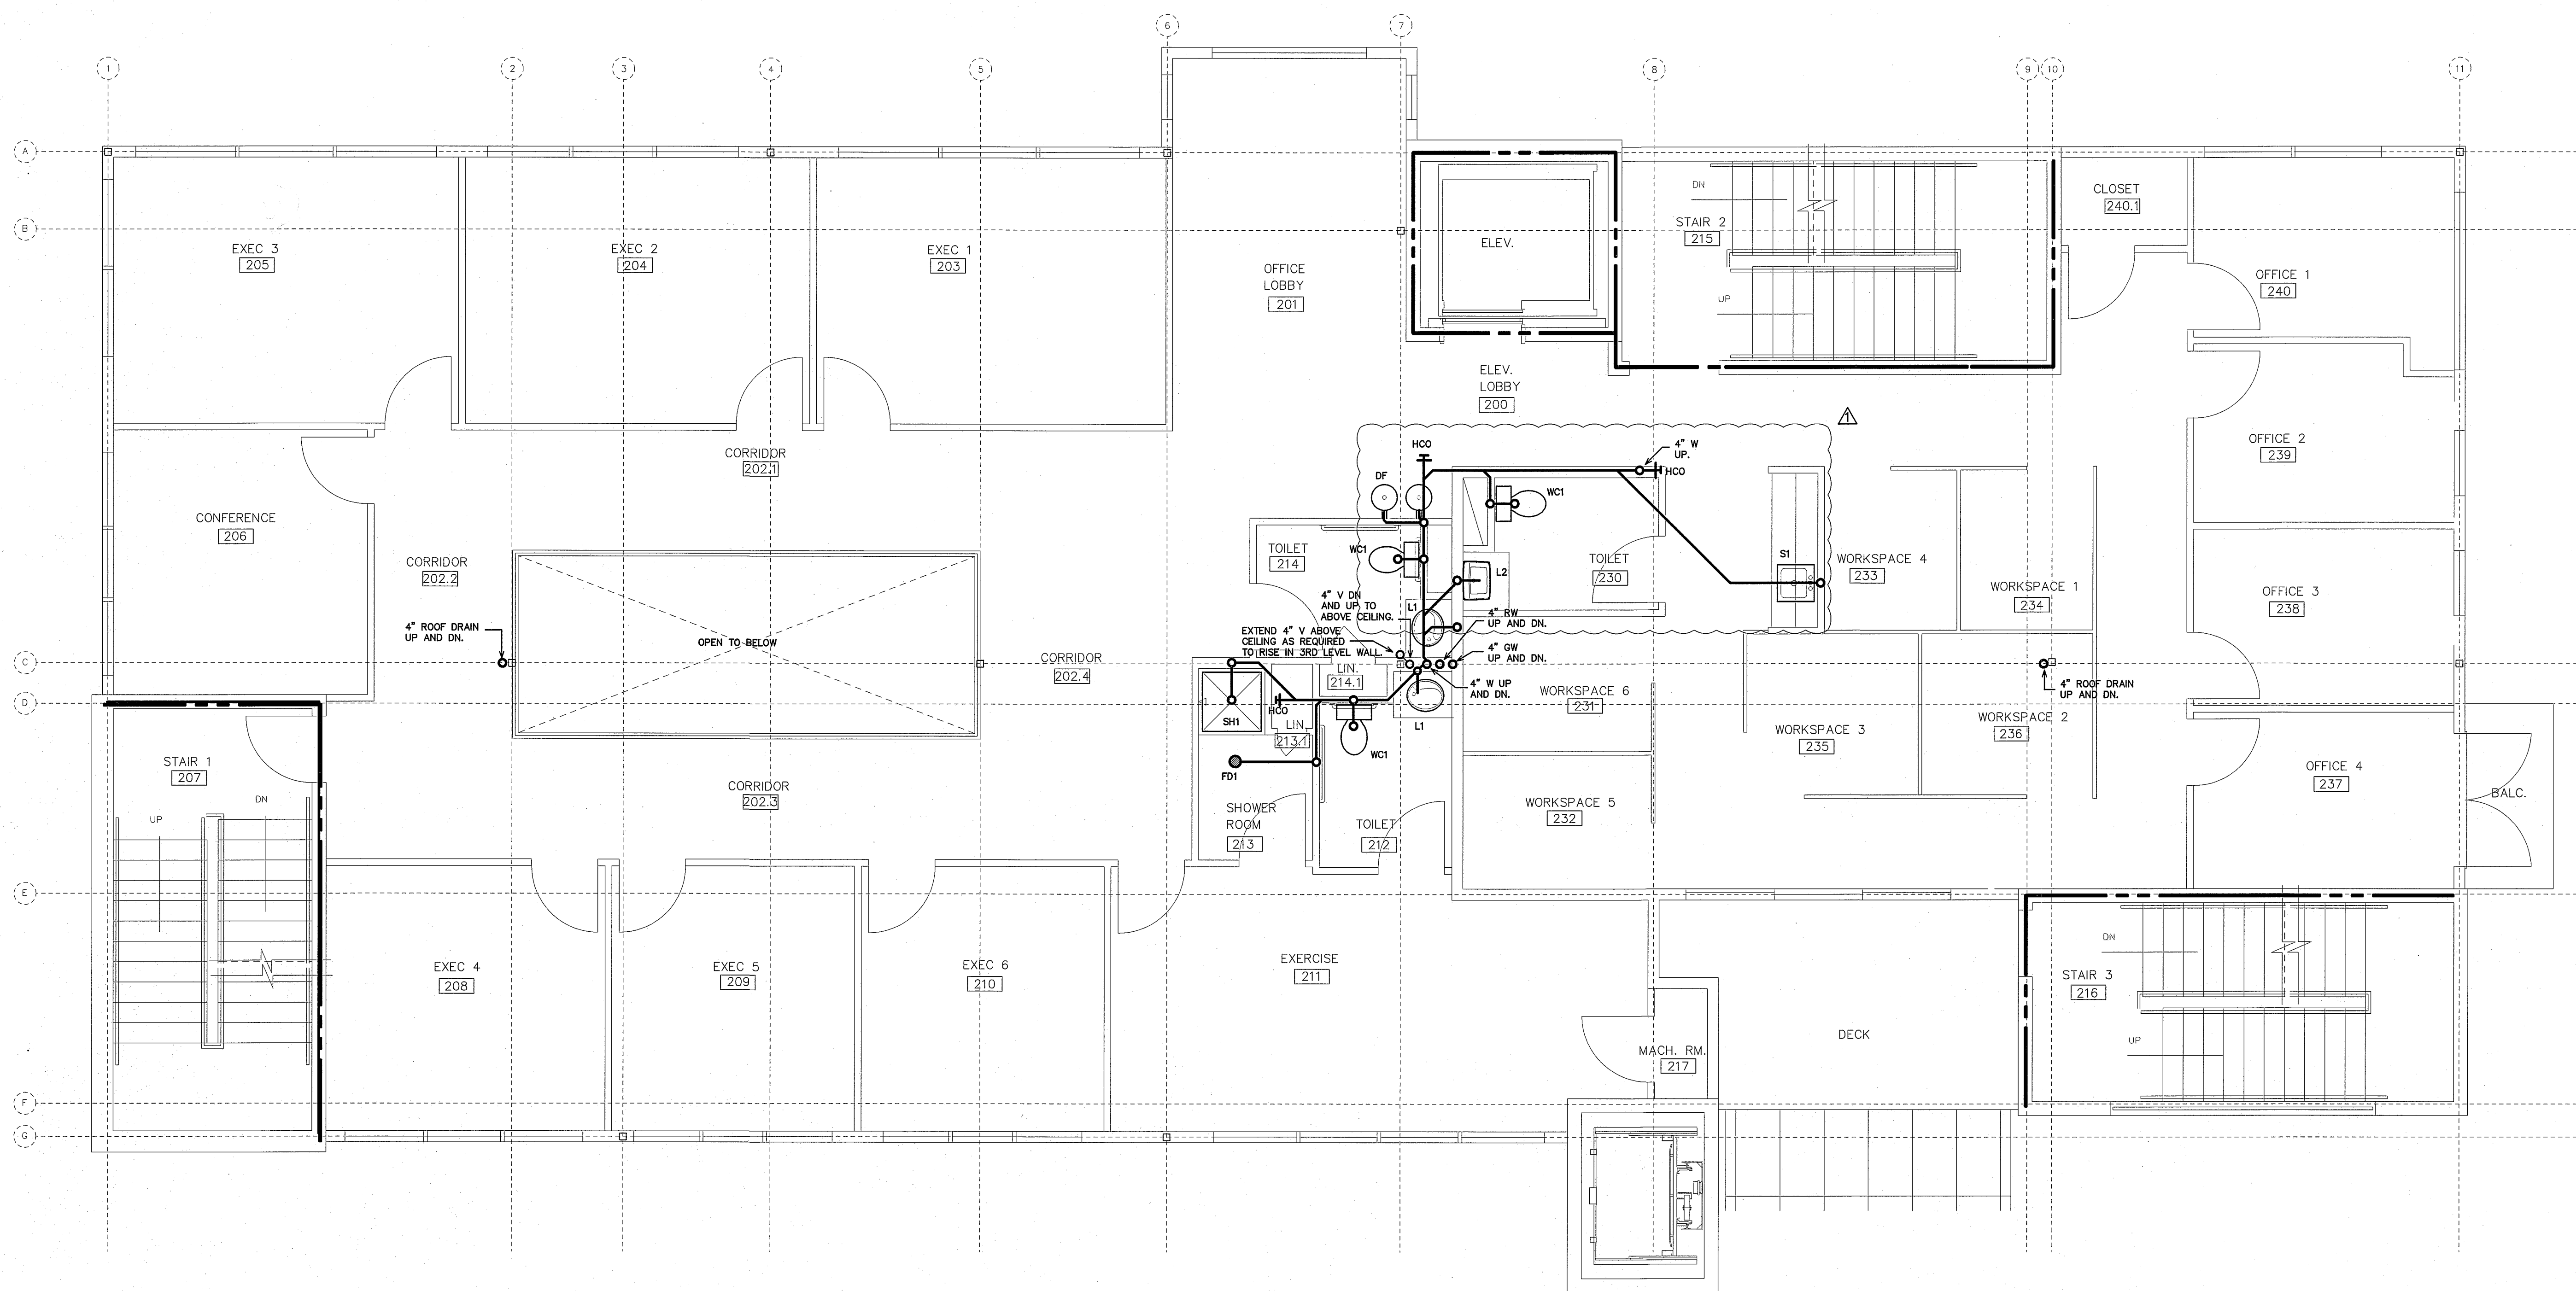 6
7
1
2
3
4
5
8
9
10
11
A
CLOSET
240.1
DN
STAIR 2
215
B
EXEC 3
205
EXEC 2
204
EXEC 1
203
ELEV.
OFFICE
LOBBY
201
OFFICE 1
240
UP
ELEV.
LOBBY
200
1
OFFICE 2
239
CORRIDOR
202.1
HCO
4" W
UP.
HCO
DF
WC1
CONFERENCE
206
TOILET
214
WC1
TOILET
230
S1
WORKSPACE 4
233
CORRIDOR
202.2
L2
WORKSPACE 1
234
OFFICE 3
238
4" V DN
AND UP TO
ABOVE CEILING.
L1
4" RW
UP AND DN.
4" ROOF DRAIN
UP AND DN.
OPEN TO BELOW
EXTEND 4" V ABOVE
CEILING AS REQUIRED
TO RISE IN 3RD LEVEL WALL.
4" GW
UP AND DN.
C
CORRIDOR
202.4
LIN.
214.1
4" W UP
AND DN.
WORKSPACE 6
231
4" ROOF DRAIN
UP AND DN.
D
SH1
HCO
LIN.
213.1
L1
WORKSPACE 3
235
WORKSPACE 2
236
WC1
STAIR 1
207
FD1
OFFICE 4
237
BALC.
CORRIDOR
202.3
DN
UP
SHOWER
ROOM
213
TOILET
212
WORKSPACE 5
232
E
EXEC 4
208
EXEC 5
209
EXEC 6
210
EXERCISE
211
DN
STAIR 3
216
DECK
UP
MACH. RM.
217
F
G